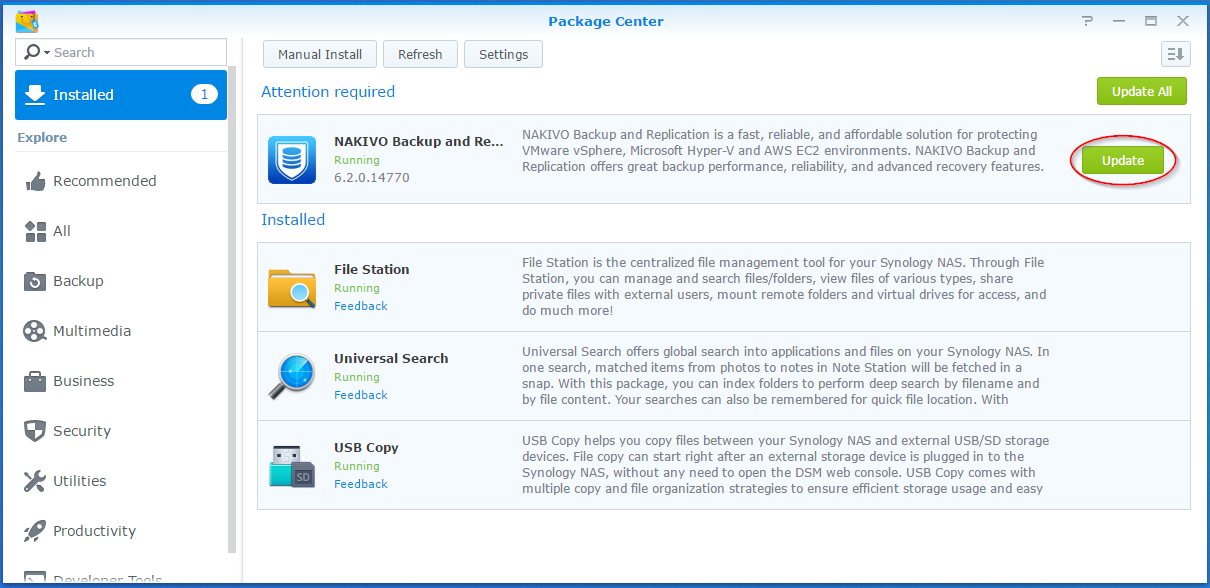 Package Center
Search
Manual Install
Refresh
Settings
Installed
1
Explore
Recommended
All
Backup
Multimedia
Business
Security
Utilities
Productivity
Developer Tools
Attention required
Update All
NAKIVO Backup and Re...
Running
6.2.0.14770
NAKIVO Backup and Replication is a fast, reliable, and affordable solution for protecting
VMware vSphere, Microsoft Hyper-V and AWS EC2 environments. NAKIVO Backup and
Replication offers great backup performance, reliability, and advanced recovery features.
Update
Installed
File Station
Running
Feedback
File Station is the centralized file management tool for your Synology NAS. Through File
Station, you can manage and search files/folders, view files of various types, share
private files with external users, mount remote folders and virtual drives for access, and
do much more!
Universal Search
Running
Feedback
Universal Search offers global search into applications and files on your Synology NAS. In
one search, matched items from photos to notes in Note Station will be fetched in a
snap. With this package, you can index folders to perform deep search by filename and
by file content. Your searches can also be remembered for quick file location. With
SD
USB Copy
Running
Feedback
USB Copy helps you copy files between your Synology NAS and external USB/SD storage
devices. File copy can start right after an external storage device is plugged in to the
Synology NAS, without any need to open the DSM web console. USB Copy comes with
multiple copy and file organization strategies to ensure efficient storage usage and easy